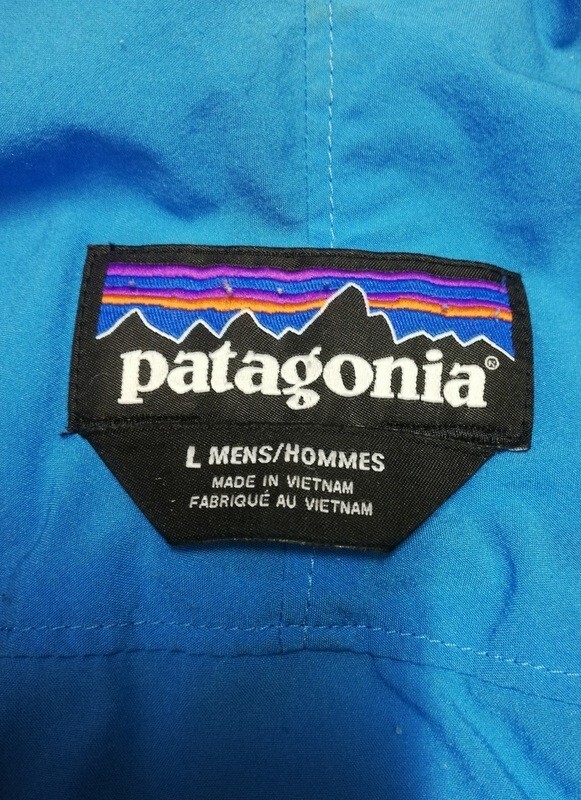 patagonia®
L MENS/HOMMES
MADE IN VIETNAM
FABRIQUÉ AU VIETNAM